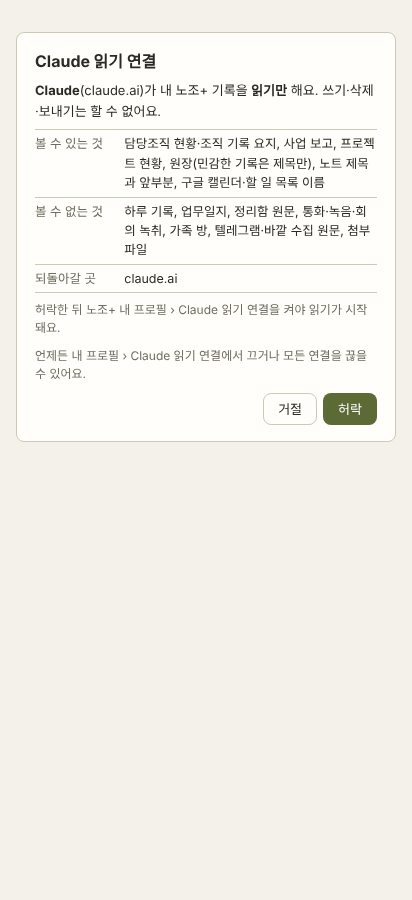 Claude 읽기 연결
Claude(claude.ai)가 내 노조+ 기록을 읽기만 해요. 쓰기·삭제
·보내기는 할 수 없어요.
볼 수 있는 것
담당조직 현황·조직 기록 요지, 사업 보고, 프로젝
트 현황, 원장(민감한 기록은 제목만), 노트 제목
과 앞부분, 구글 캘린더·할 일 목록 이름
볼 수 없는 것
하루 기록, 업무일지, 정리함 원문, 통화·녹음·회
의 녹취, 가족 방, 텔레그램·바깥 수집 원문, 첨부
파일
되돌아갈 곳
claude.ai
허락한 뒤 노조+ 내 프로필 › Claude 읽기 연결을 켜야 읽기가 시작
돼요.
언제든 내 프로필 › Claude 읽기 연결에서 끄거나 모든 연결을 끊을
수 있어요.
거절
허락